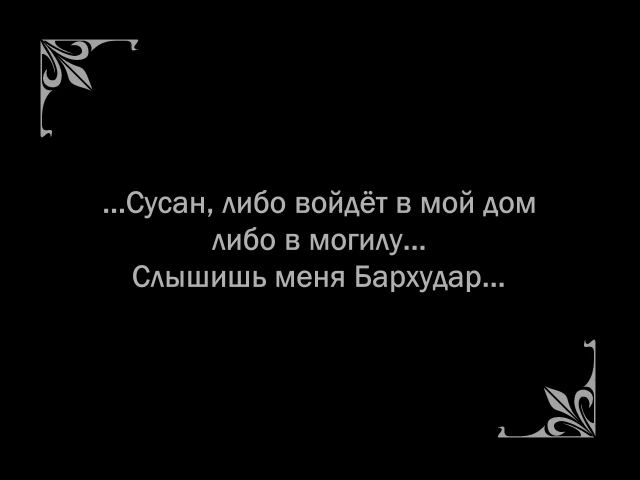 ...Сусан, либо войдёт в мой дом
либо в могилу...
Слышишь меня Бархудар...